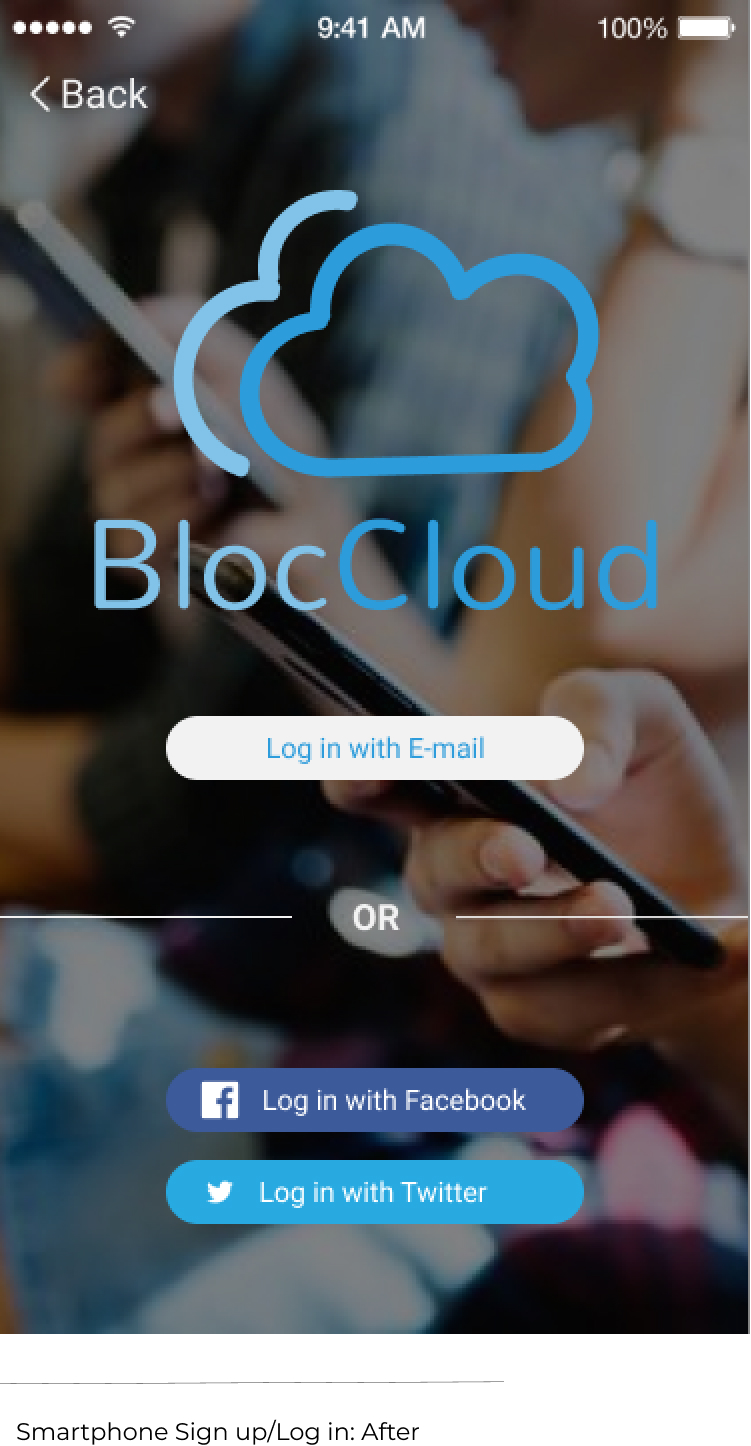 9:41 AM 100%
Back
BlocCloud
Log in with E-mail
OR
Log in with Facebook
Log in with Twitter
Smartphone Sign up/Log in: After